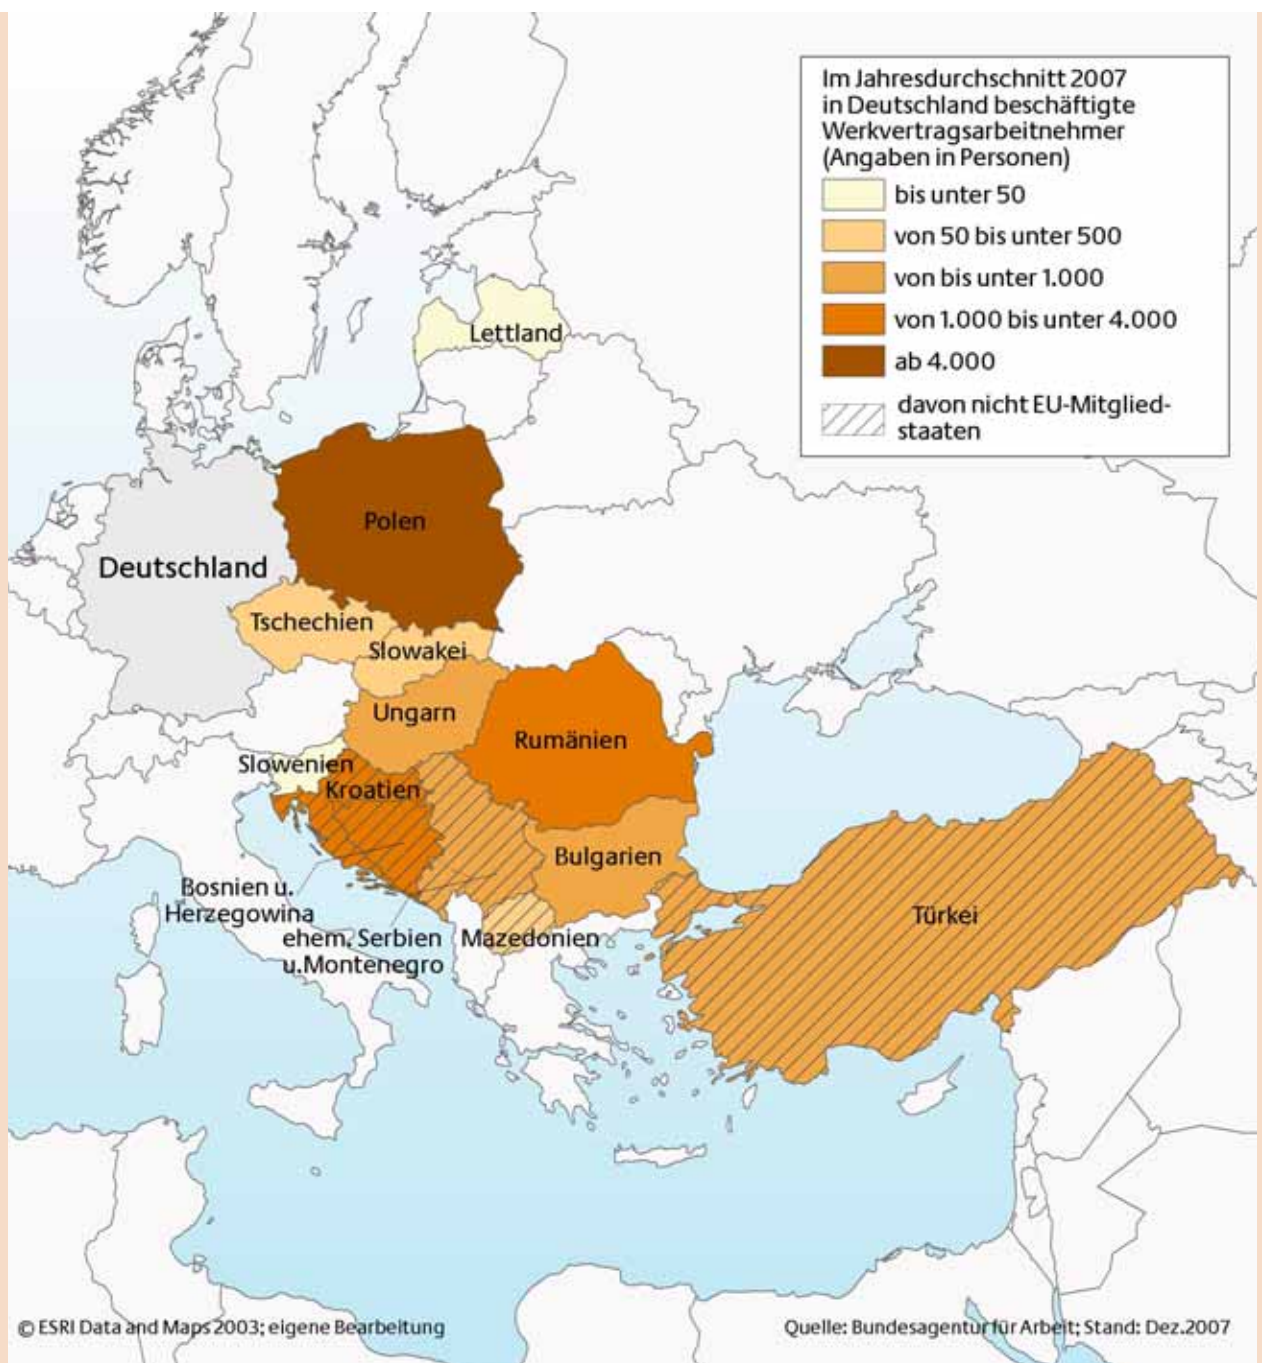 Im Jahresdurchschnitt 2007
in Deutschland beschäftigte
Werkvertragsarbeitnehmer
(Angaben in Personen)
bis unter 50
von 50 bis unter 500
von bis unter 1.000
von 1.000 bis unter 4.000
ab 4.000
davon nicht EU-Mitglied-
staaten
Lettland
Polen
Deutschland
Tschechien
Slowakei
Ungarn
Rumänien
Slowenien
Kroatien
Bulgarien
Bosnien u.
Herzegowina
ehem. Serbien
u.Montenegro
Mazedonien
Türkei
© ESRI Data and Maps 2003; eigene Bearbeitung
Quelle: Bundesagentur für Arbeit; Stand: Dez.2007